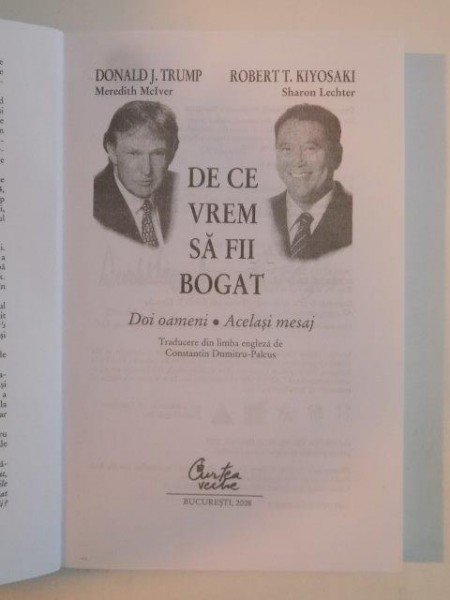 DONALD J. TRUMP
Meredith McIver
ROBERT T. KIYOSAKI
Sharon Lechter
DE CE
VREM
SĂ FII
BOGAT
Doi oameni • Același mesaj
Traducere din limba engleză de
Constantin Dumitru-Palcus
Curtea
veche
BUCUREȘTI, 2008